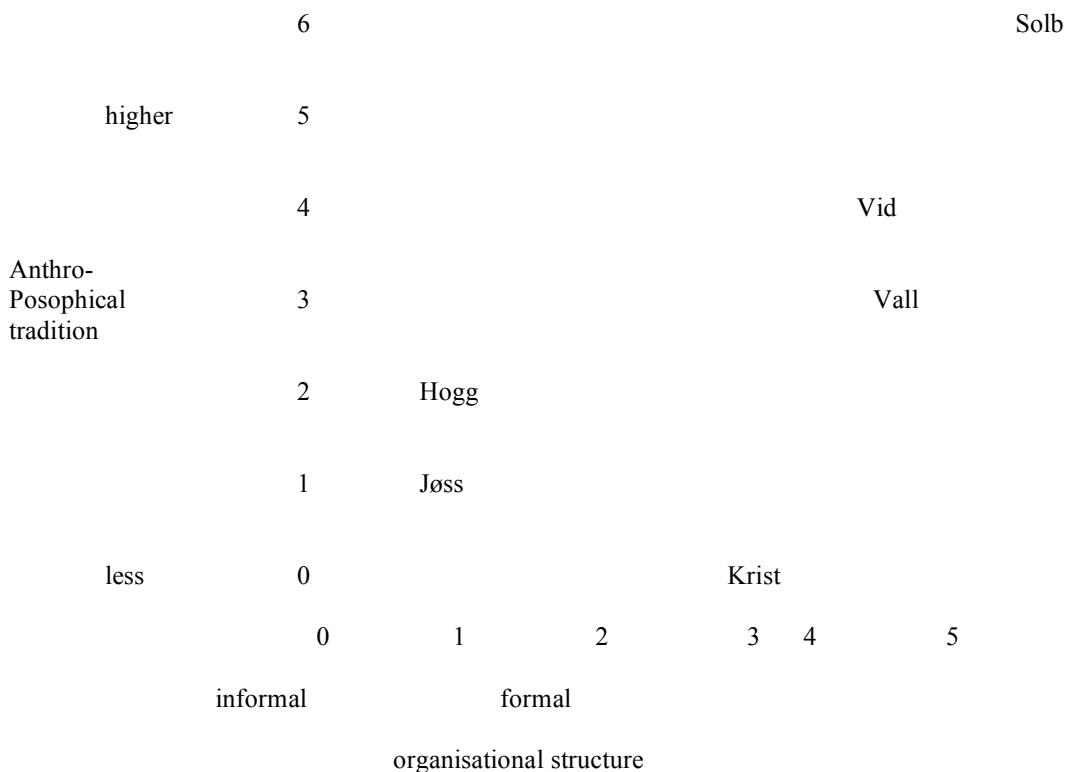 6 Solb
higher 5
4 Vid
Anthro-
Posophical 3 Vall
tradition
2 Hogg
1 Jøss
less 0 Krist
0 1 2 3 4 5
informal formal
organisational structure